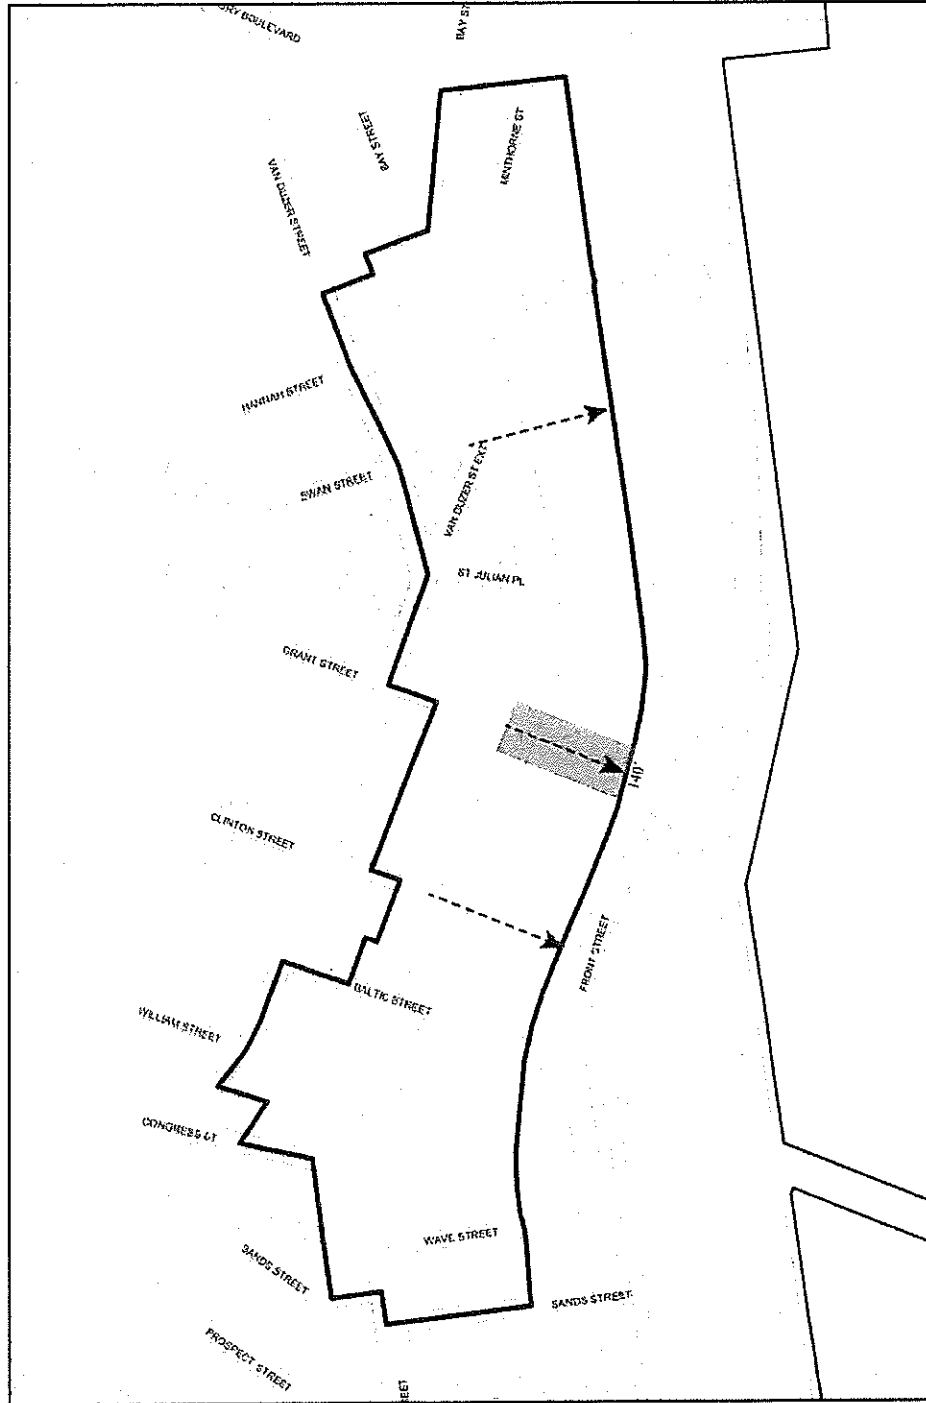 BOULEVARD
BAY ST
BAY STREET
MINTHORNE ST
VAN DUZER STREET
HANNAH STREET
SWAN STREET
VAN DUZER ST EXT
ST JULIAN PL
GRANT STREET
140'
CLINTON STREET
FRONT STREET
BALTIC STREET
WILLIAM STREET
CONGRESS ST
WAVE STREET
SANDS STREET
SANDS STREET
PROSPECT STREET
EET